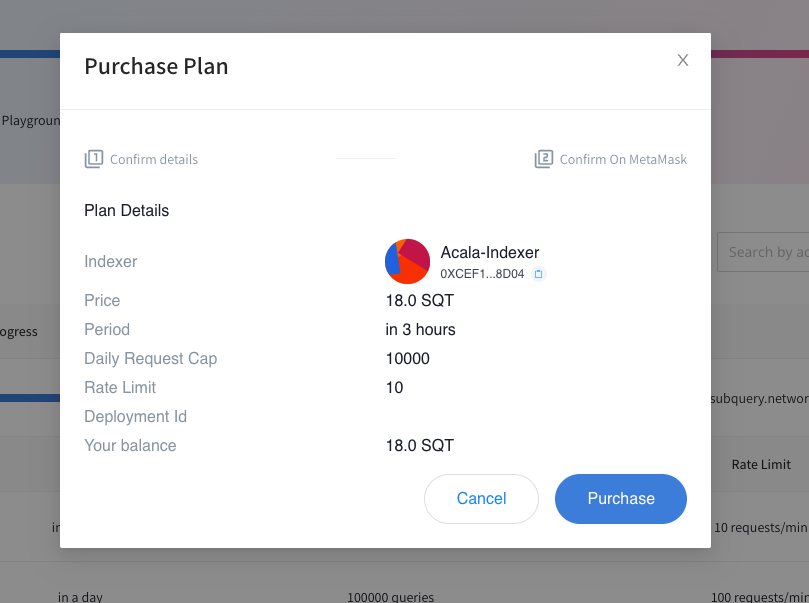 Purchase Plan
Playgroun
1 Confirm details
2 Confirm On MetaMask
Plan Details
Indexer
Acala-Indexer
0XCEF1...8D04
Search by ac
Price
18.0 SQT
Period
in 3 hours
ogress
Daily Request Cap
10000
Rate Limit
10
subquery.networ
Deployment Id
Your balance
18.0 SQT
Rate Limit
Cancel
Purchase
in
10 requests/min
in a day
100000 queries
100 requests/min